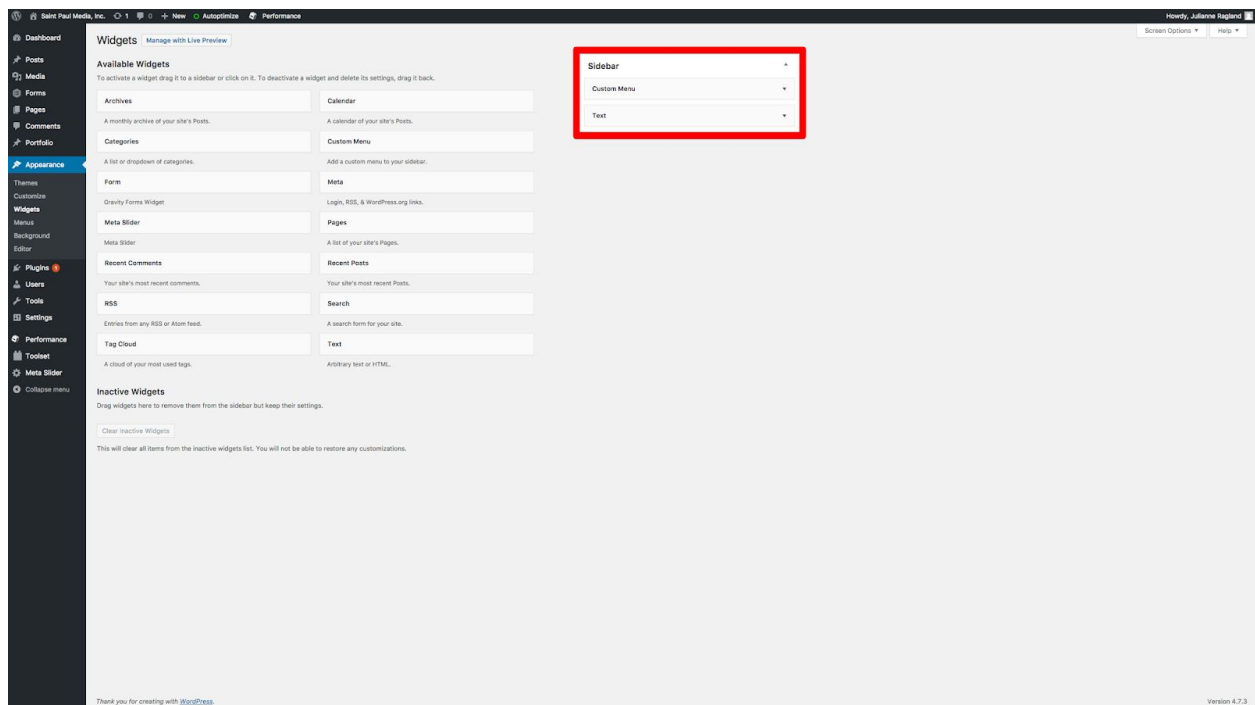 Saint Paul Media, Inc. 1 0 + New Autoptimize Performance Howdy, Julianne Ragland
Screen Options Help
Dashboard
Posts
Media
Forms
Pages
Comments
Portfolio
Appearance
Themes
Customize
Widgets
Menus
Background
Editor
Plugins 1
Users
Tools
Settings
Performance
Toolset
Meta Slider
Collapse menu
Widgets Manage with Live Preview
Available Widgets
To activate a widget drag it to a sidebar or click on it. To deactivate a widget and delete its settings, drag it back.
Archives Calendar
A monthly archive of your site's Posts. A calendar of your site's Posts.
Categories Custom Menu
A list or dropdown of categories. Add a custom menu to your sidebar.
Form Meta
Gravity Forms Widget Login, RSS, & WordPress.org links.
Meta Slider Pages
Meta Slider A list of your site's Pages.
Recent Comments Recent Posts
Your site's most recent comments. Your site's most recent Posts.
RSS Search
Entries from any RSS or Atom feed. A search form for your site.
Tag Cloud Text
A cloud of your most used tags. Arbitrary text or HTML.
Inactive Widgets
Drag widgets here to remove them from the sidebar but keep their settings.
Clear Inactive Widgets
This will clear all items from the inactive widgets list. You will not be able to restore any customizations.
Sidebar
Custom Menu
Text
Thank you for creating with WordPress. Version 4.7.3